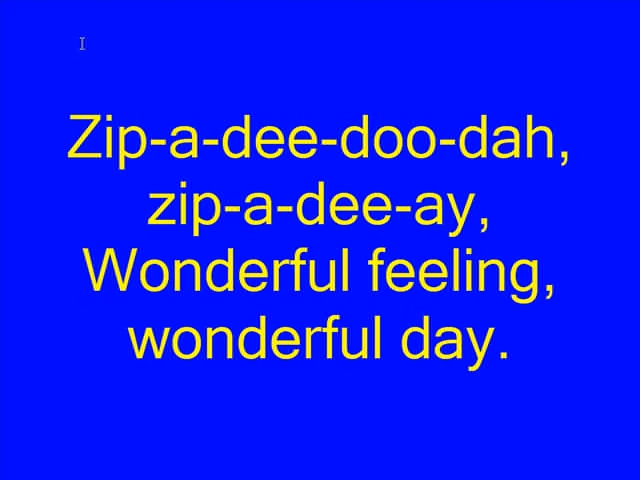 Zip-a-dee-doo-dah,
zip-a-dee-ay,
Wonderful feeling,
wonderful day.